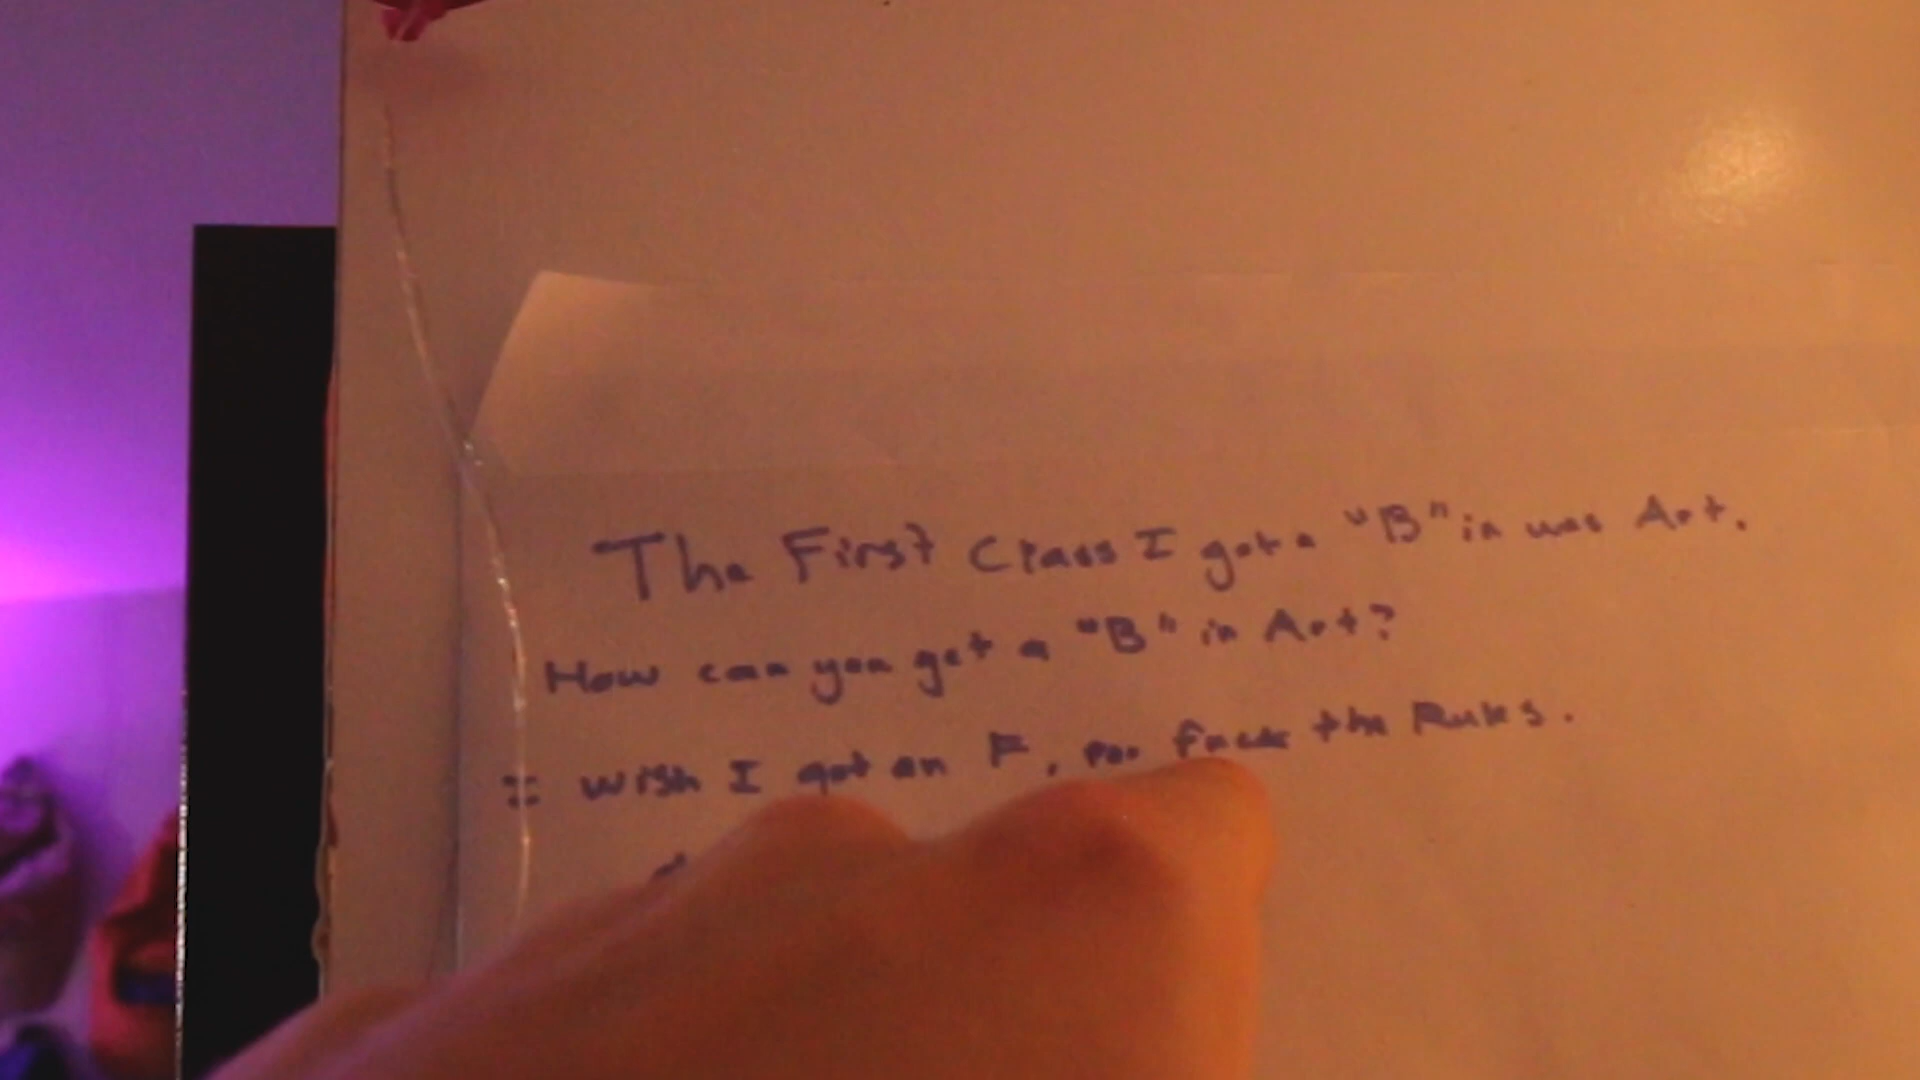 The First Class I got a "B" in was Art.
How can you get a "B" in Art?
I wish I got an F, for fuck the Rules.